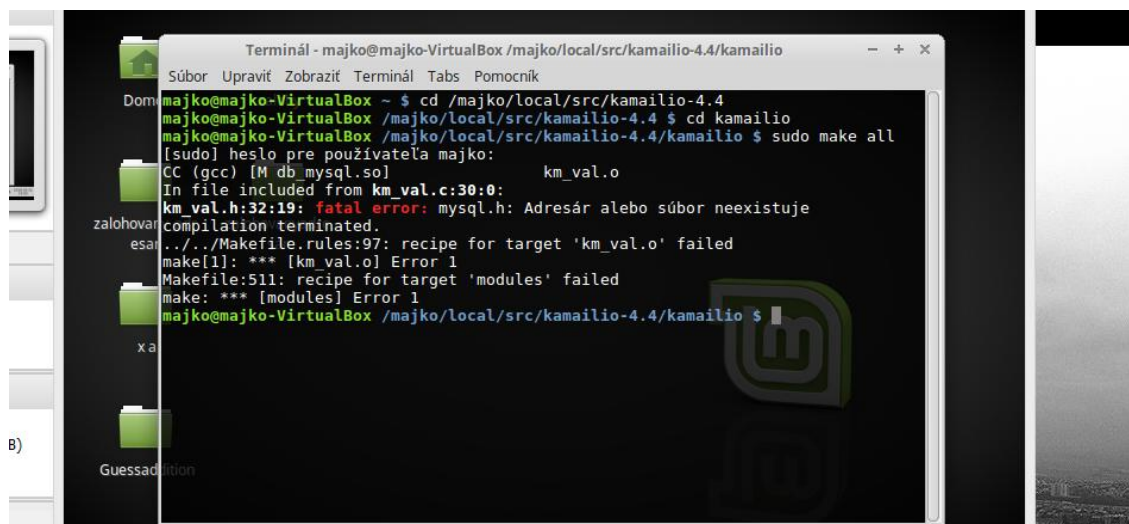 Terminál - majko@majko-VirtualBox /majko/local/src/kamailio-4.4/kamailio
Súbor Upraviť Zobraziť Terminál Tabs Pomocník
majko@majko-VirtualBox ~ $ cd /majko/local/src/kamailio-4.4
majko@majko-VirtualBox /majko/local/src/kamailio-4.4 $ cd kamailio
majko@majko-VirtualBox /majko/local/src/kamailio-4.4/kamailio $ sudo make all
[sudo] heslo pre používateľa majko:
CC (gcc) [M db_mysql.so] km_val.o
In file included from km_val.c:30:0:
km_val.h:32:19: fatal error: mysql.h: Adresár alebo súbor neexistuje
compilation terminated.
../../Makefile.rules:97: recipe for target 'km_val.o' failed
make[1]: *** [km_val.o] Error 1
Makefile:511: recipe for target 'modules' failed
make: *** [modules] Error 1
majko@majko-VirtualBox /majko/local/src/kamailio-4.4/kamailio $
Dom
zalohovan
esa
x a
Guessaddition
B)